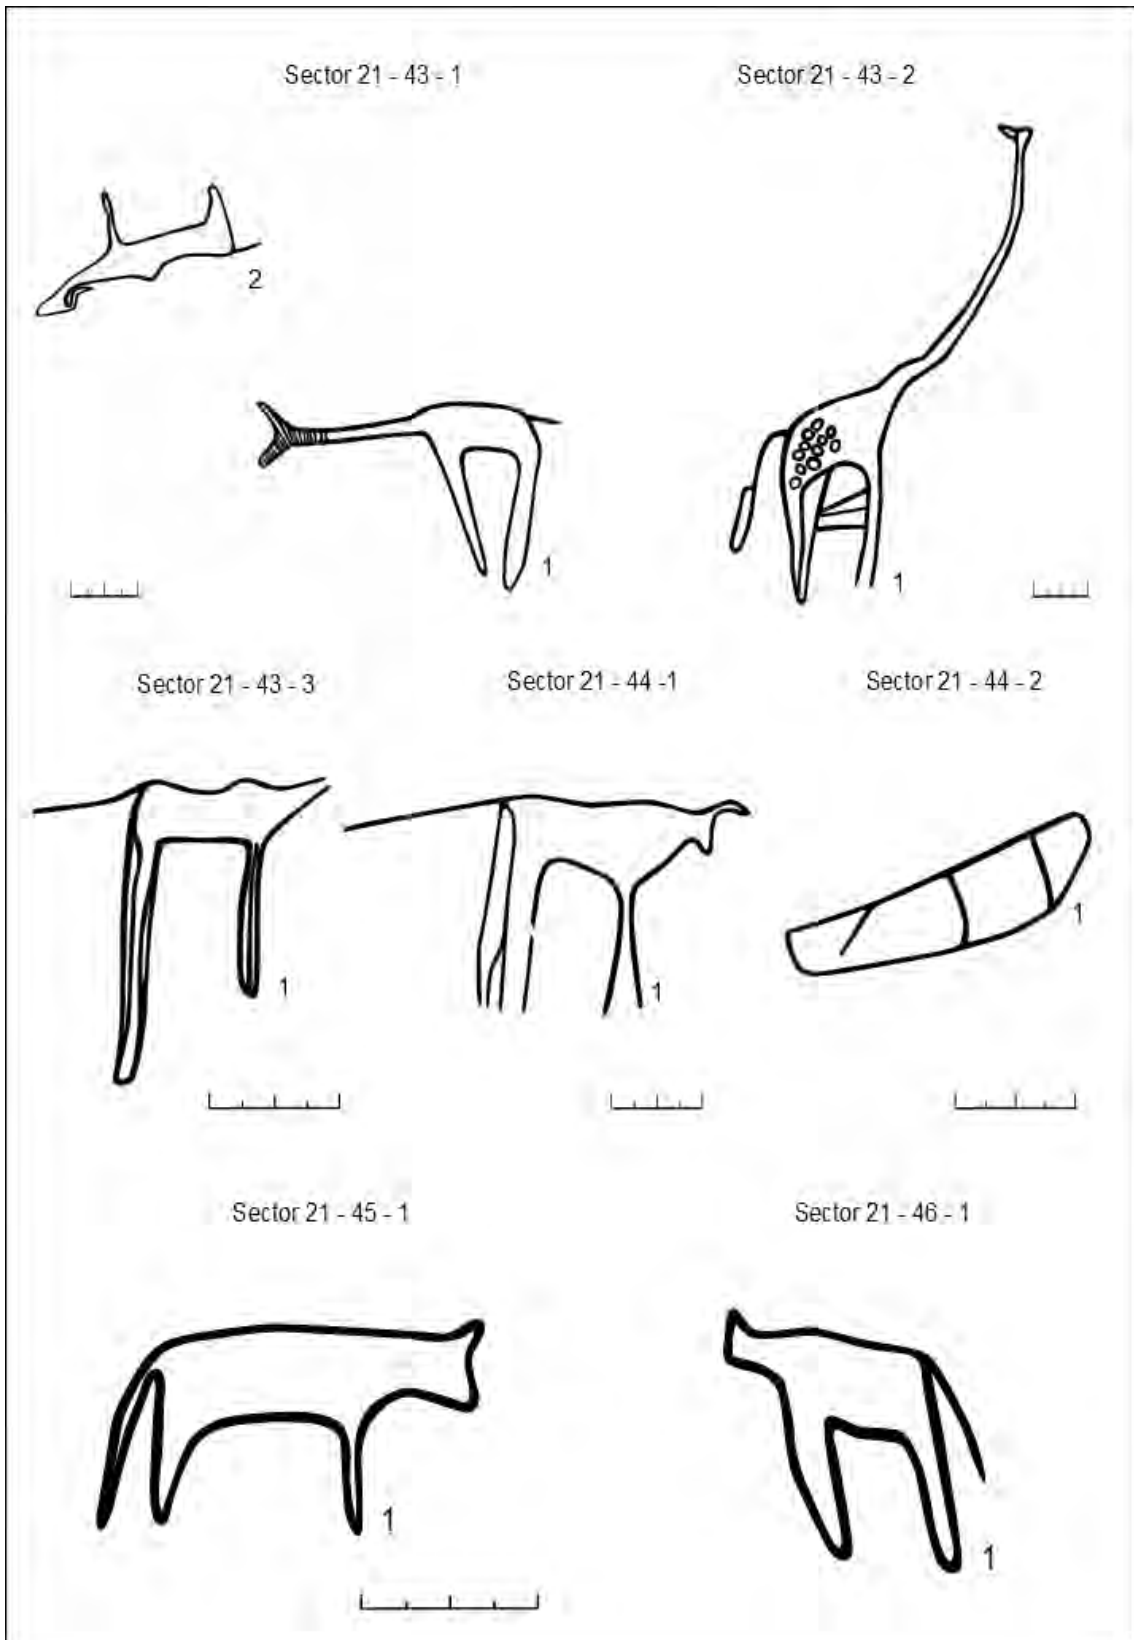 Sector 21 - 43 - 1
Sector 21 - 43 - 2
2
1
1
Sector 21 - 43 - 3
Sector 21 - 44 -1
Sector 21 - 44 - 2
1
1
1
Sector 21 - 45 - 1
Sector 21 - 46 - 1
1
1